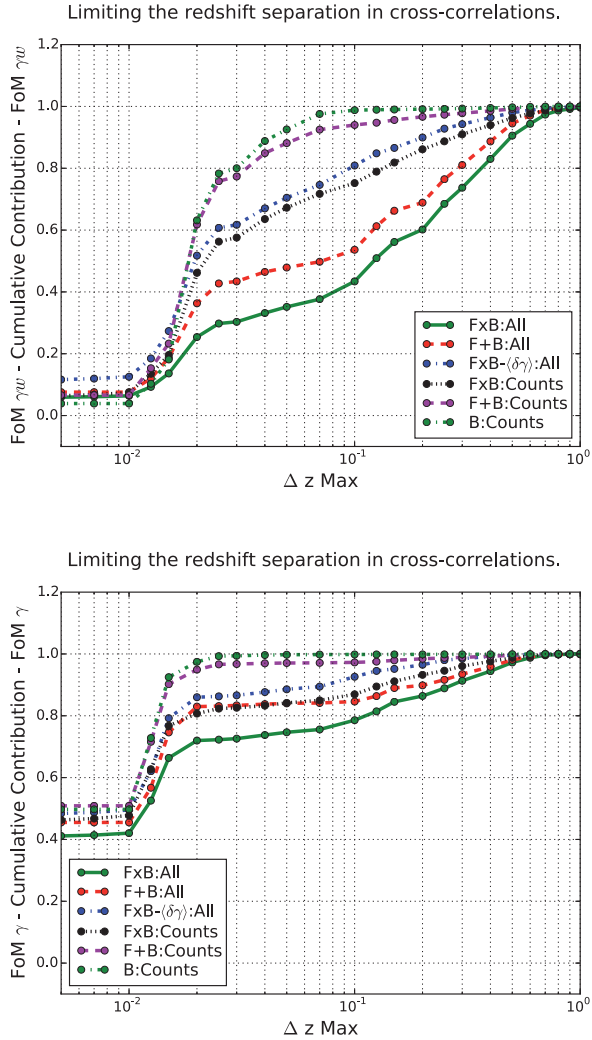 Limiting the redshift separation in cross-correlations.
FoM γw - Cumulative Contribution - FoM γw
1.2
1.0
0.8
0.6
0.4
0.2
0.0
FxB:All
F+B:All
FxB-⟨δγ⟩:All
FxB:Counts
F+B:Counts
B:Counts
10⁻² 10⁻¹ 10⁰
Δ z Max
Limiting the redshift separation in cross-correlations.
FoM γ - Cumulative Contribution - FoM γ
1.2
1.0
0.8
0.6
0.4
0.2
0.0
FxB:All
F+B:All
FxB-⟨δγ⟩:All
FxB:Counts
F+B:Counts
B:Counts
10⁻² 10⁻¹ 10⁰
Δ z Max